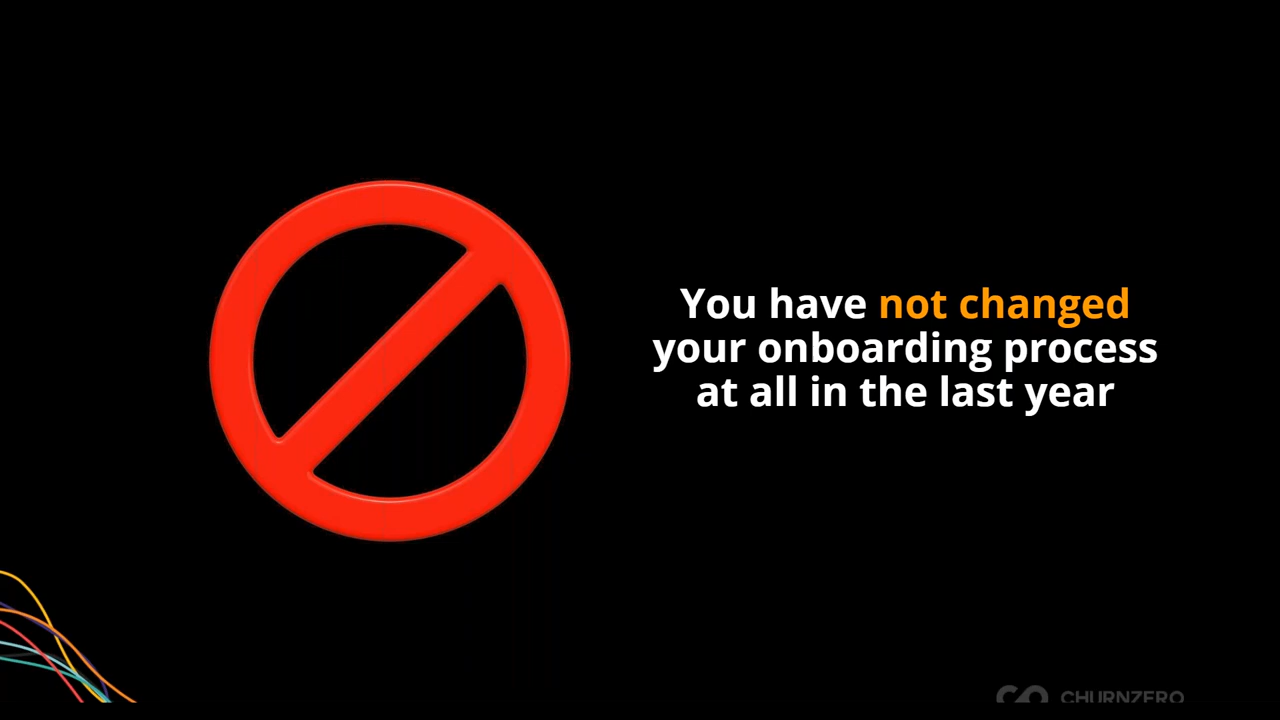 You have not changed
your onboarding process
at all in the last year
CHURNZERO